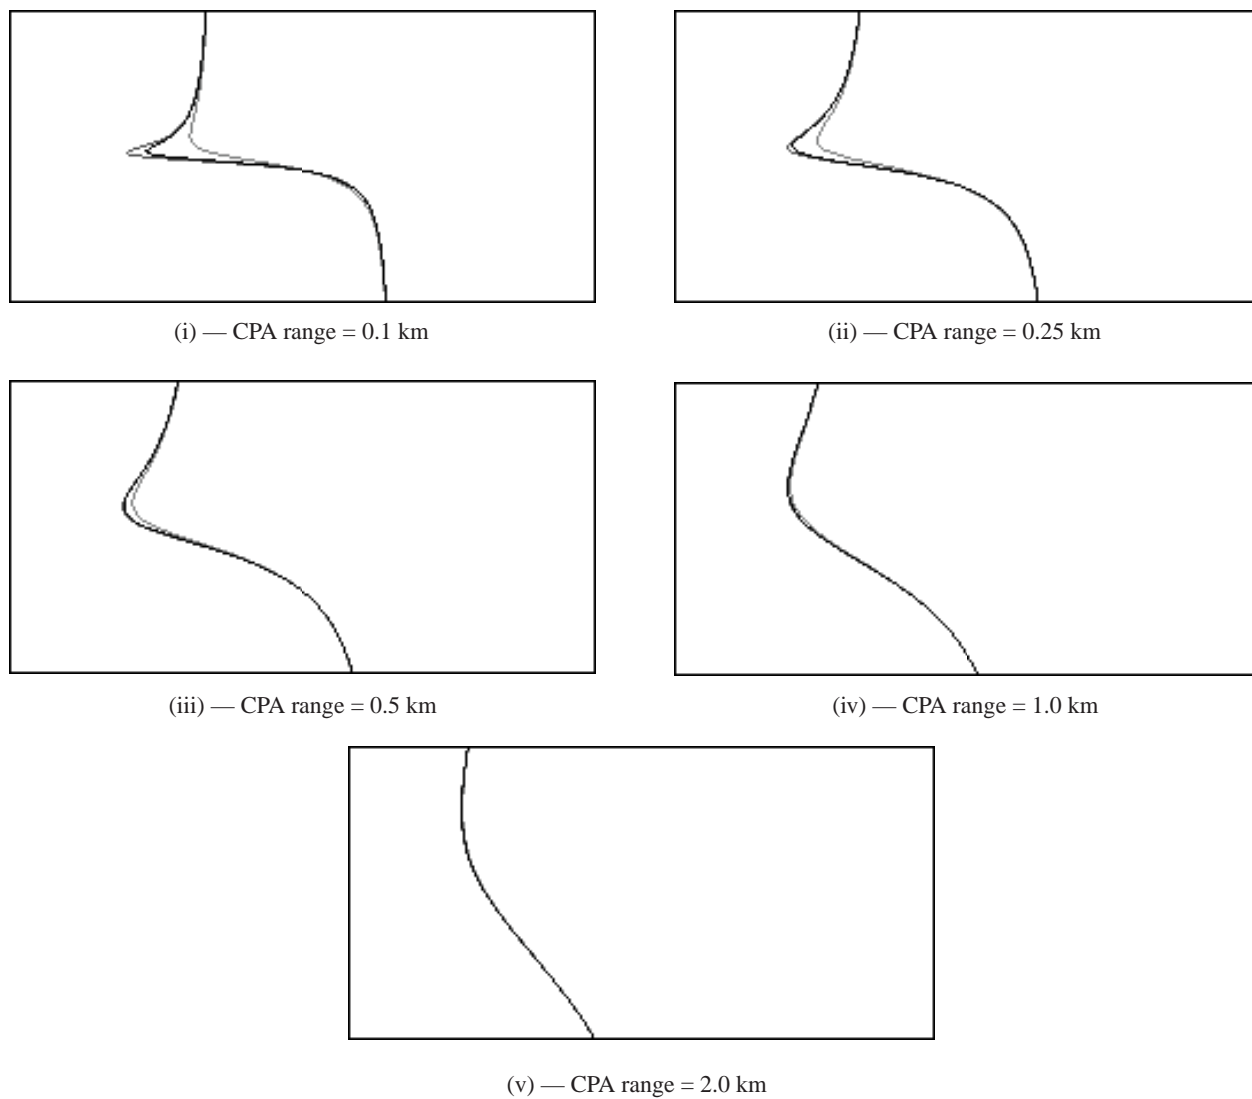 (i) — CPA range = 0.1 km
(ii) — CPA range = 0.25 km
(iii) — CPA range = 0.5 km
(iv) — CPA range = 1.0 km
(v) — CPA range = 2.0 km